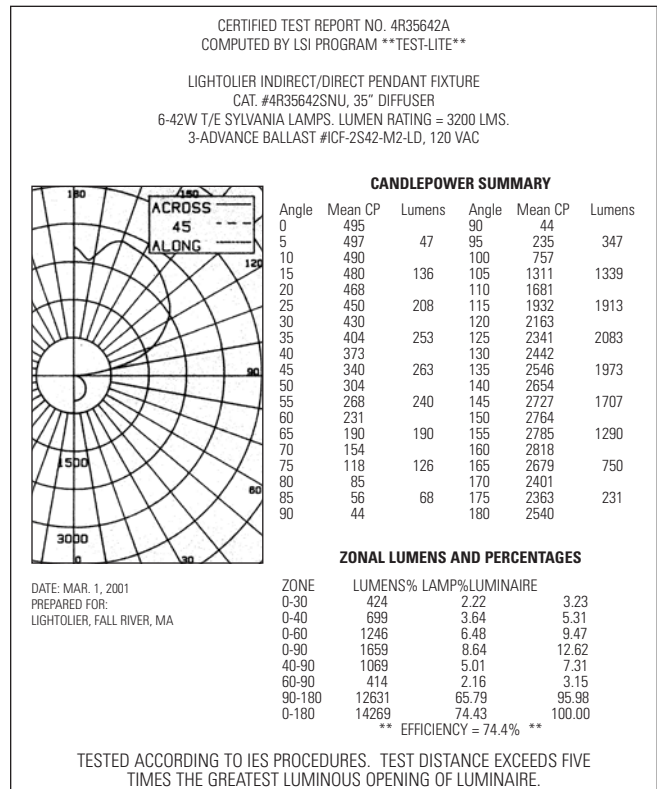 CERTIFIED TEST REPORT NO. 4R35642A
COMPUTED BY LSI PROGRAM **TEST-LITE**
LIGHTOLIER INDIRECT/DIRECT PENDANT FIXTURE
CAT. #4R35642SNU, 35" DIFFUSER
6-42W T/E SYLVANIA LAMPS. LUMEN RATING = 3200 LMS.
3-ADVANCE BALLAST #ICF-2S42-M2-LD, 120 VAC
180 150
ACROSS
45
ALONG
120
90
1500
60
3000
0 30
DATE: MAR. 1, 2001
PREPARED FOR:
LIGHTOLIER, FALL RIVER, MA
CANDLEPOWER SUMMARY
Angle Mean CP Lumens Angle Mean CP Lumens
0 495 90 44
5 497 47 95 235 347
10 490 100 757
15 480 136 105 1311 1339
20 468 110 1681
25 450 208 115 1932 1913
30 430 120 2163
35 404 253 125 2341 2083
40 373 130 2442
45 340 263 135 2546 1973
50 304 140 2654
55 268 240 145 2727 1707
60 231 150 2764
65 190 190 155 2785 1290
70 154 160 2818
75 118 126 165 2679 750
80 85 170 2401
85 56 68 175 2363 231
90 44 180 2540
ZONAL LUMENS AND PERCENTAGES
ZONE LUMENS% LAMP%LUMINAIRE
0-30 424 2.22 3.23
0-40 699 3.64 5.31
0-60 1246 6.48 9.47
0-90 1659 8.64 12.62
40-90 1069 5.01 7.31
60-90 414 2.16 3.15
90-180 12631 65.79 95.98
0-180 14269 74.43 100.00
** EFFICIENCY = 74.4% **
TESTED ACCORDING TO IES PROCEDURES. TEST DISTANCE EXCEEDS FIVE
TIMES THE GREATEST LUMINOUS OPENING OF LUMINAIRE.